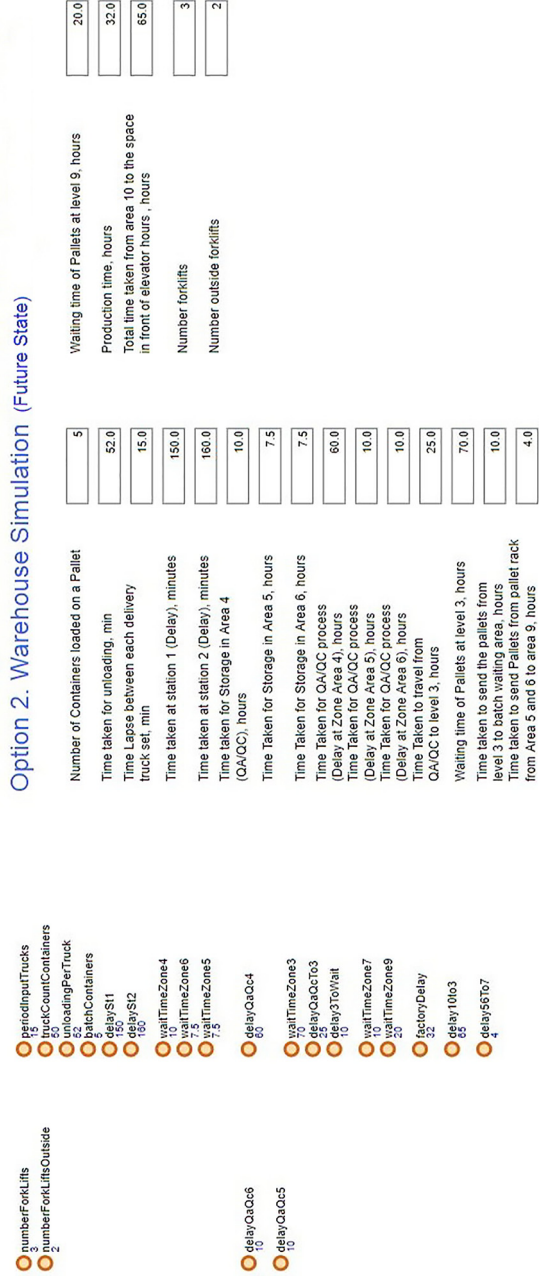 Option 2. Warehouse Simulation (Future State)
numberForkLifts
3
numberForkLiftsOutside
2
delayQaQc6
10
delayQaQc5
10
periodInputTrucks
15
truckCountContainers
60
unloadingPerTruck
52
batchContainers
5
delaySt1
150
delaySt2
160
waitTimeZone4
10
waitTimeZone6
7.5
waitTimeZone5
7.5
delayQaQc4
60
waitTimeZone3
70
delayQaQcTo3
25
delay3ToWait
10
waitTimeZone7
10
waitTimeZone9
20
factoryDelay
32
delay10to3
65
delay56To7
4
Number of Containers loaded on a Pallet
5
Time taken for unloading, min
52.0
Time Lapse between each delivery
truck set, min
15.0
Time taken at station 1 (Delay), minutes
150.0
Time taken at station 2 (Delay), minutes
160.0
Time taken for Storage in Area 4
(QA/QC), hours
10.0
Time Taken for Storage in Area 5, hours
7.5
Time Taken for Storage in Area 6, hours
7.5
Time Taken for QA/QC process
(Delay at Zone Area 4), hours
60.0
Time Taken for QA/QC process
(Delay at Zone Area 5), hours
10.0
Time Taken for QA/QC process
(Delay at Zone Area 6), hours
10.0
Time Taken to travel from
QA/QC to level 3, hours
25.0
Waiting time of Pallets at level 3, hours
70.0
Time taken to send the pallets from
level 3 to batch waiting area, hours
10.0
Time taken to send Pallets from pallet rack
from Area 5 and 6 to area 9, hours
4.0
Waiting time of Pallets at level 9, hours
20.0
Production time, hours
32.0
Total time taken from area 10 to the space
in front of elevator hours , hours
65.0
Number forklifts
3
Number outside forklifts
2